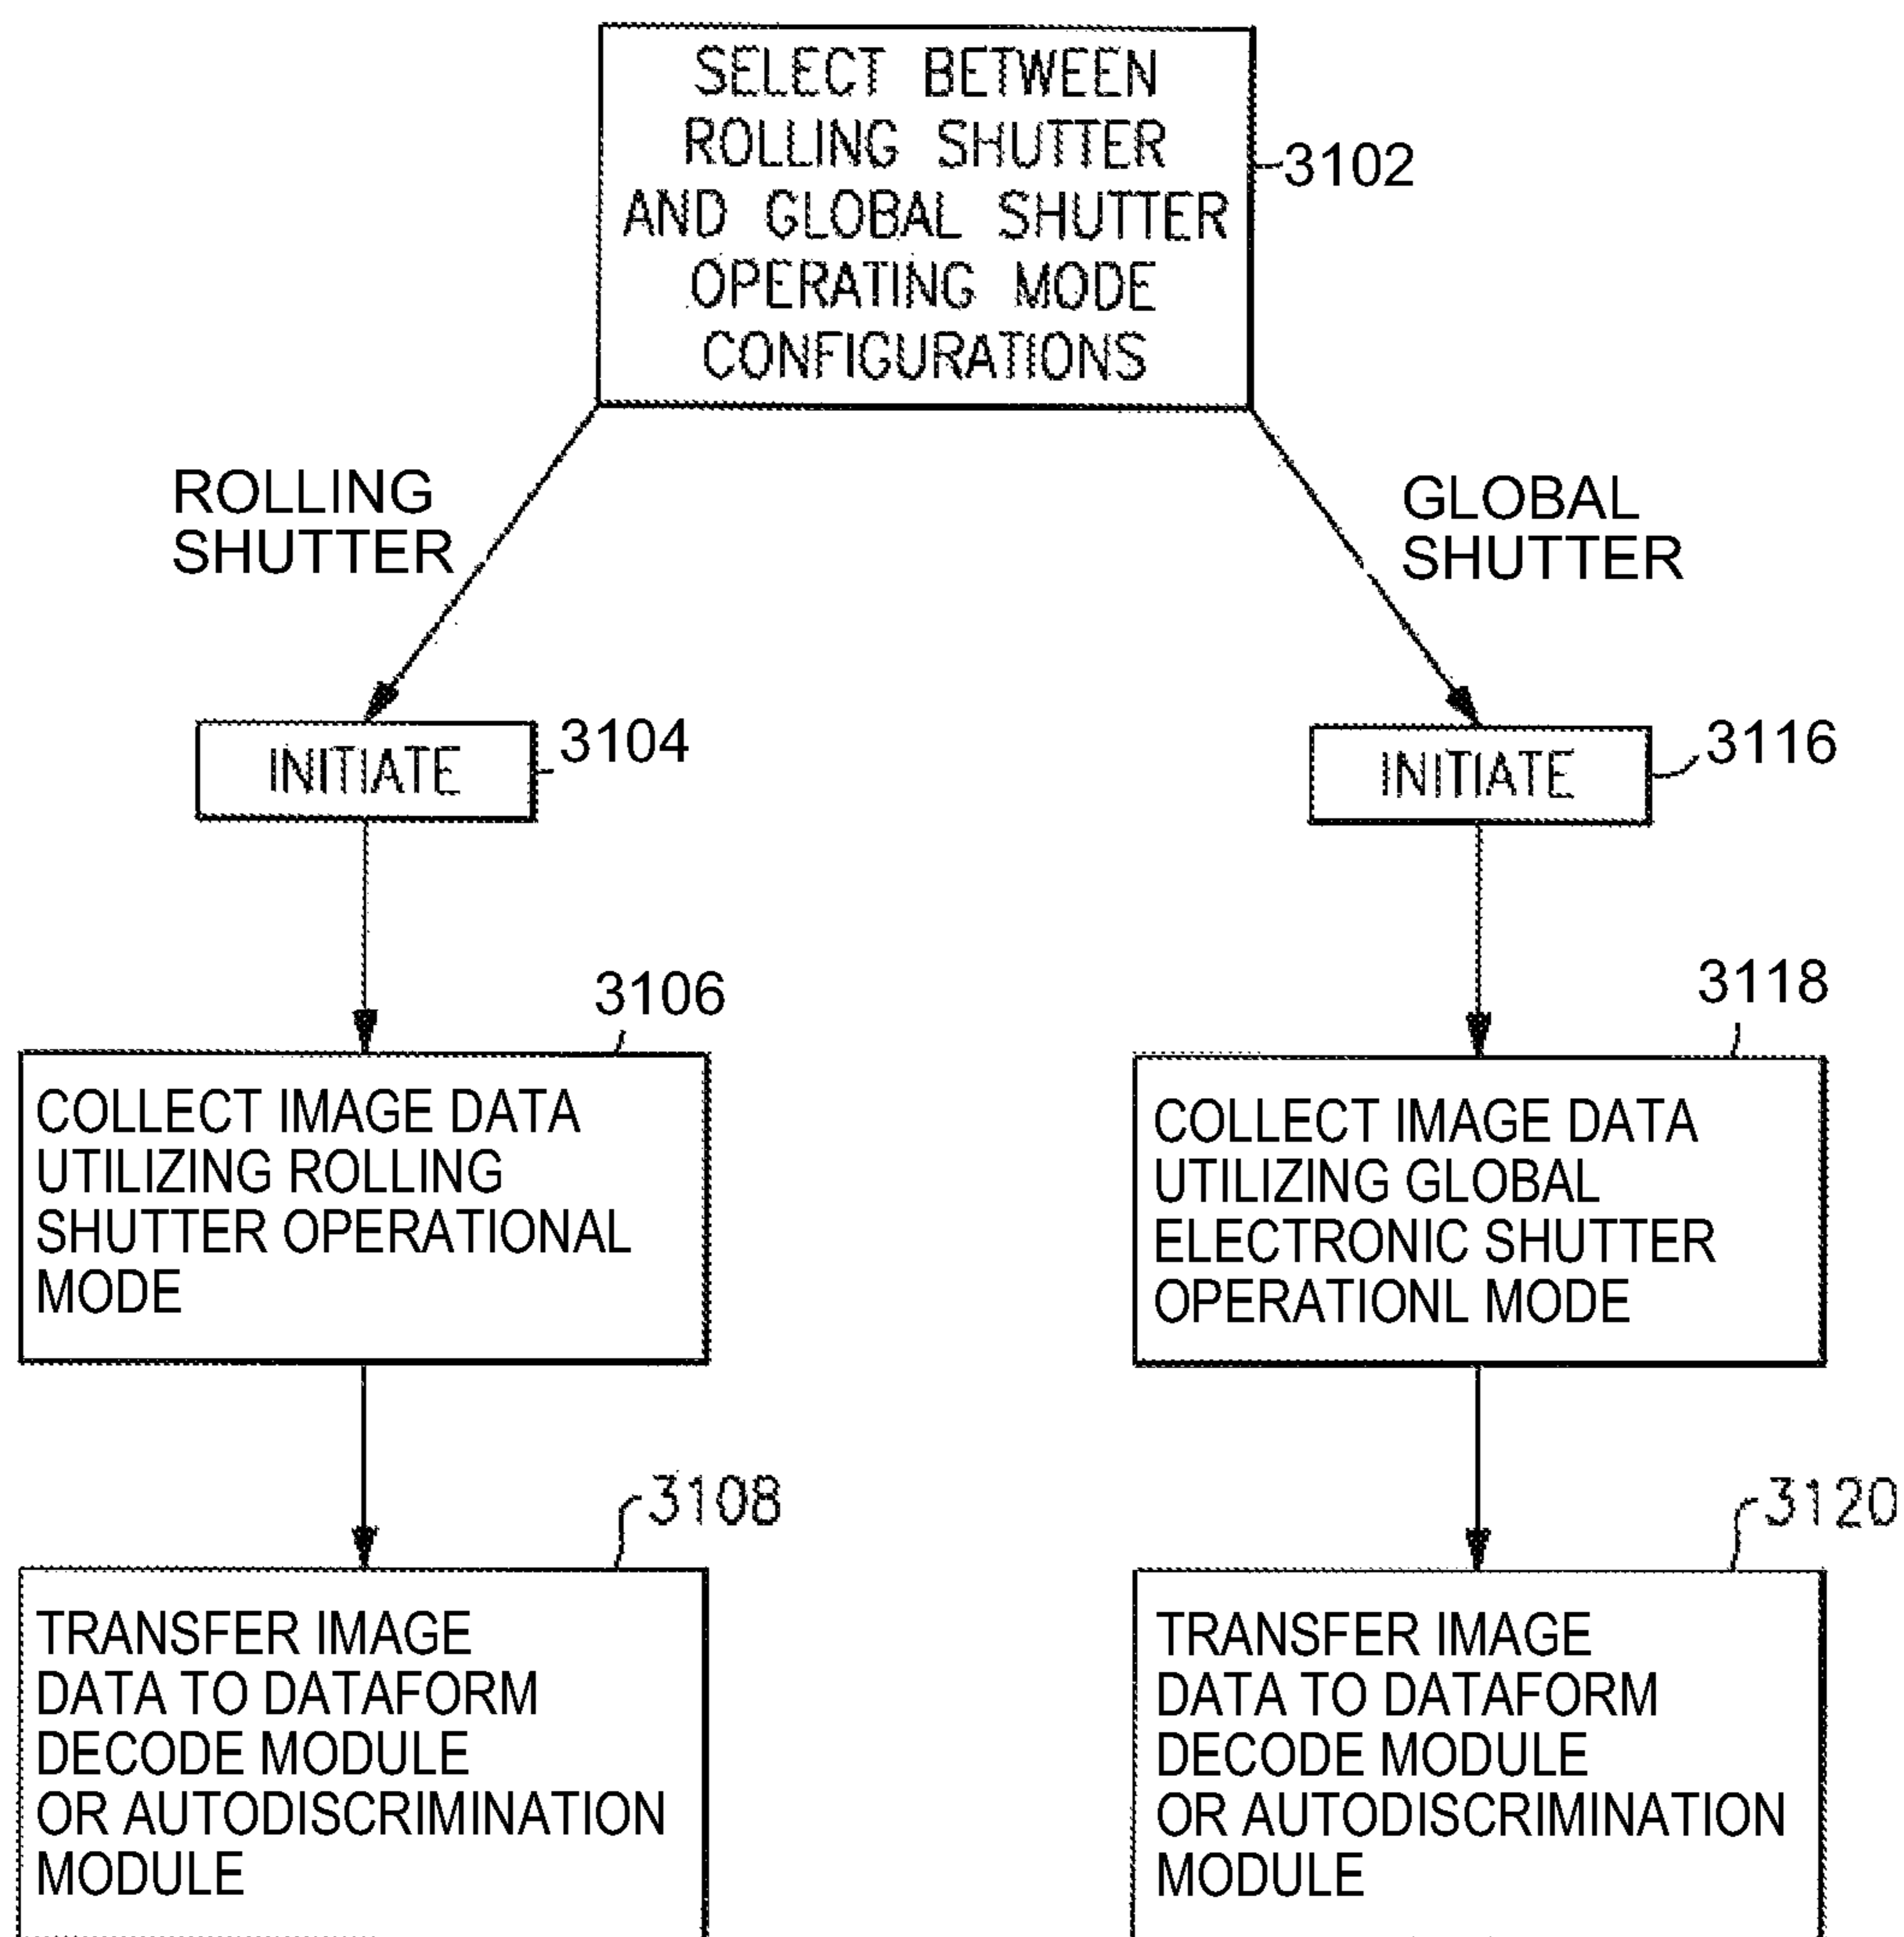 SELECT BETWEEN
ROLLING SHUTTER
AND GLOBAL SHUTTER
OPERATING MODE
CONFIGURATIONS
3102
ROLLING
SHUTTER
GLOBAL
SHUTTER
INITIATE
3104
INITIATE
3116
3106
COLLECT IMAGE DATA
UTILIZING ROLLING
SHUTTER OPERATIONAL
MODE
3118
COLLECT IMAGE DATA
UTILIZING GLOBAL
ELECTRONIC SHUTTER
OPERATIONL MODE
3108
TRANSFER IMAGE
DATA TO DATAFORM
DECODE MODULE
OR AUTODISCRIMINATION
MODULE
3120
TRANSFER IMAGE
DATA TO DATAFORM
DECODE MODULE
OR AUTODISCRIMINATION
MODULE